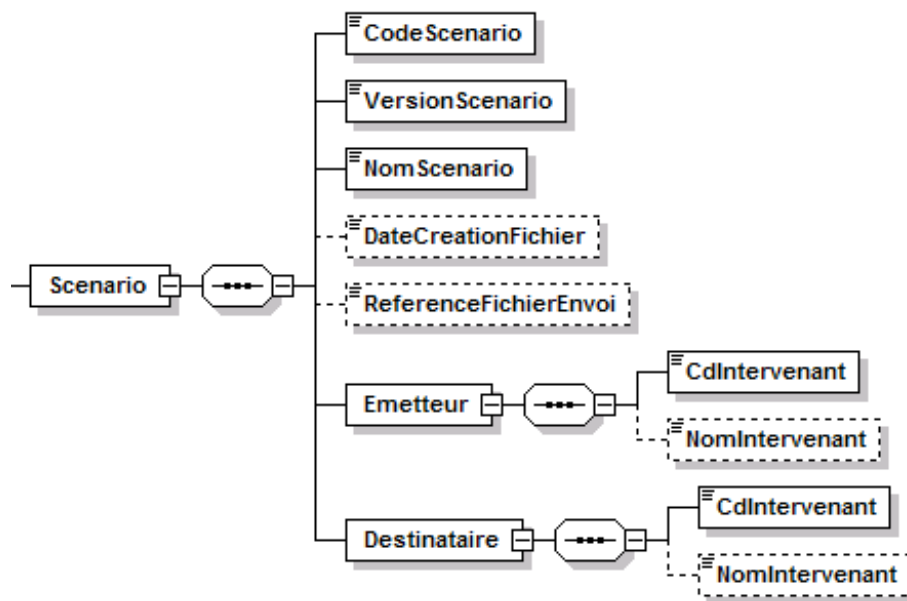 CodeScenario
VersionScenario
NomScenario
DateCreationFichier
Scenario
ReferenceFichierEnvoi
CdIntervenant
Emetteur
NomIntervenant
CdIntervenant
Destinataire
NomIntervenant